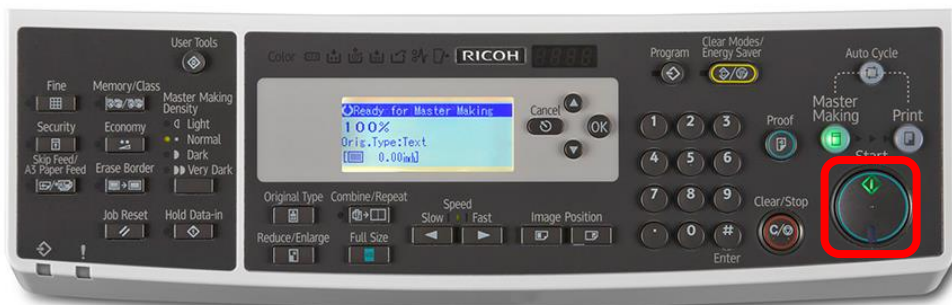 User Tools
Color
RICOH
Program
Clear Modes/
Energy Saver
Auto Cycle
Fine
Memory/Class
Master Making
Density
Light
Normal
Dark
Very Dark
Security
Economy
Skip Feed/
A3 Paper Feed
Erase Border
Job Reset
Hold Data-in
Ready for Master Making
100%
Orig.Type:Text
Cancel
OK
Original Type
Combine/Repeat
Speed
Slow
Fast
Image Position
Reduce/Enlarge
Full Size
1 2 3
4 5 6
7 8 9
. 0 #
Enter
Proof
Clear/Stop
C/
Master
Making
Print
Start